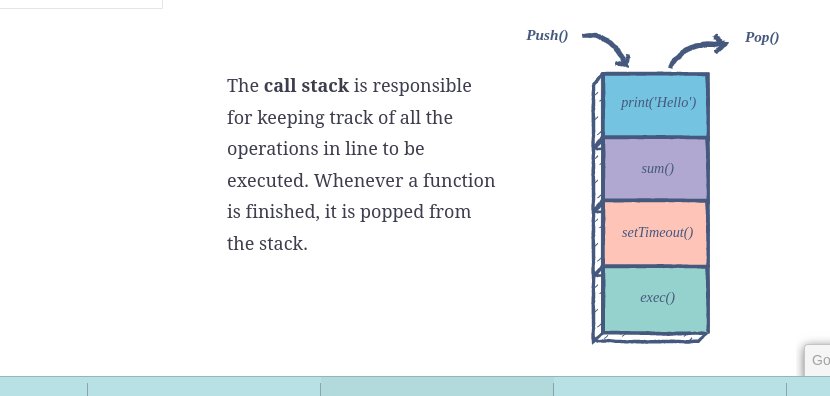 Push()
Pop()
The call stack is responsible
for keeping track of all the
operations in line to be
executed. Whenever a function
is finished, it is popped from
the stack.
print('Hello')
sum()
setTimeout()
exec()
Go